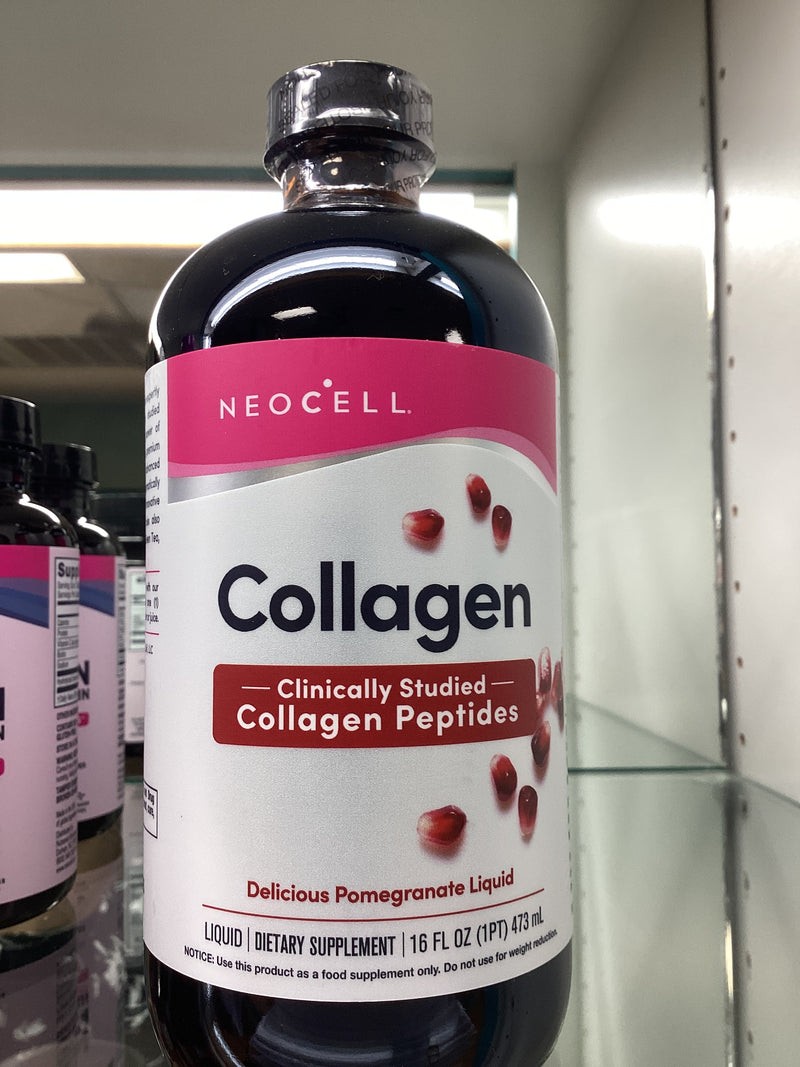 NEOCELL
Collagen
Clinically Studied
Collagen Peptides
Delicious Pomegranate Liquid
LIQUID | DIETARY SUPPLEMENT | 16 FL OZ (1PT) 473 mL
NOTICE: Use this product as a food supplement only. Do not use for weight reduction.